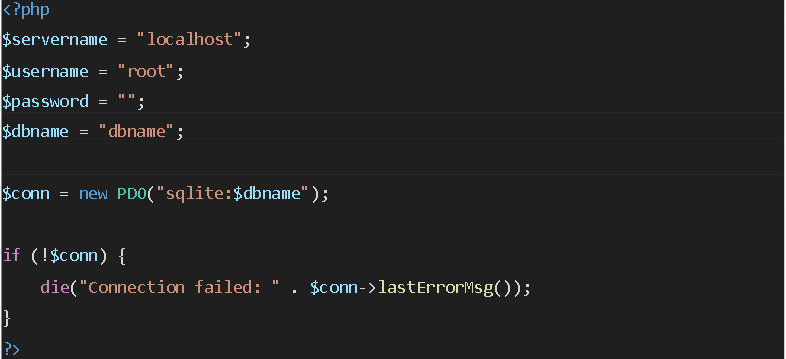 <?php
$servername = "localhost";
$username = "root";
$password = "";
$dbname = "dbname";
$conn = new PDO("sqlite:$dbname");
if (!$conn) {
    die("Connection failed: " . $conn->lastErrorMsg());
}
?>